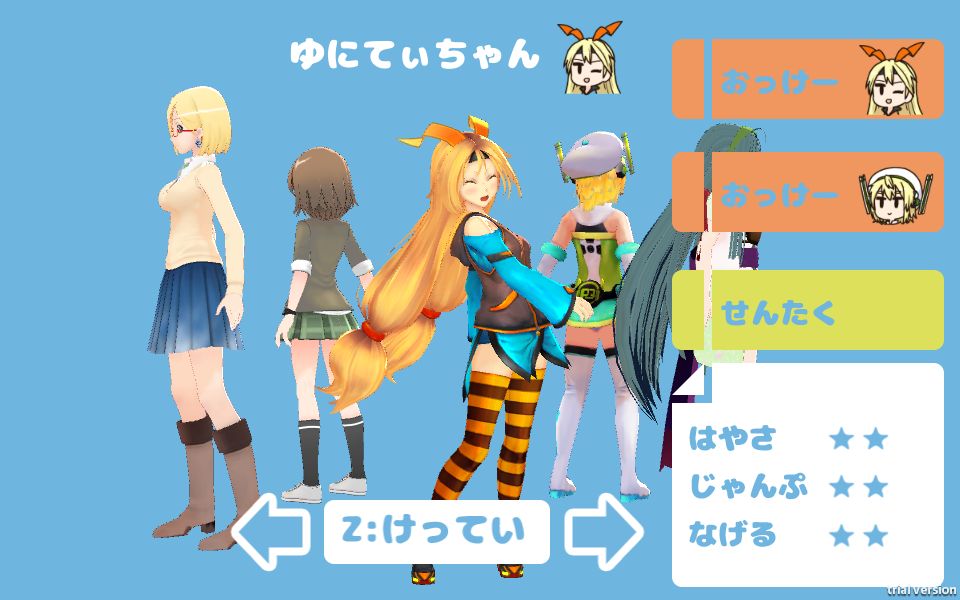 ゆにてぃちゃん
おっけー
おっけー
せんたく
はやさ ★★
じゃんぷ ★★
なげる ★★
Z:けってい
trial version